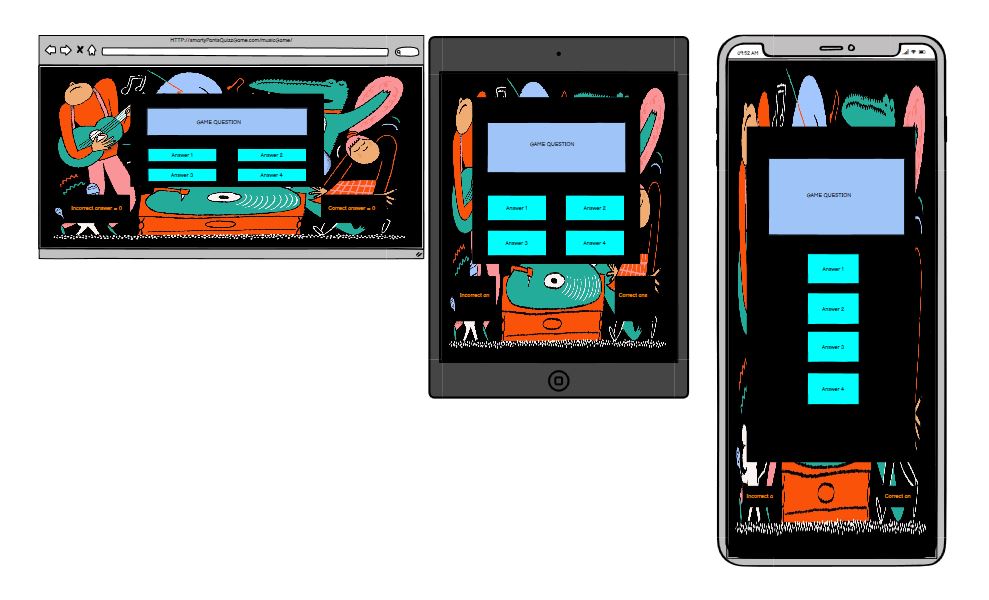 HTTP://smartyPantsQuizzGame.com/musicGame/
GAME QUESTION
Answer 1
Answer 2
Answer 3
Answer 4
Incorrect answer = 0
Correct answer = 0
GAME QUESTION
Answer 1
Answer 2
Answer 3
Answer 4
Incorrect an
Correct ans
09:52 AM
GAME QUESTION
Answer 1
Answer 2
Answer 3
Answer 4
Incorrect a
Correct an